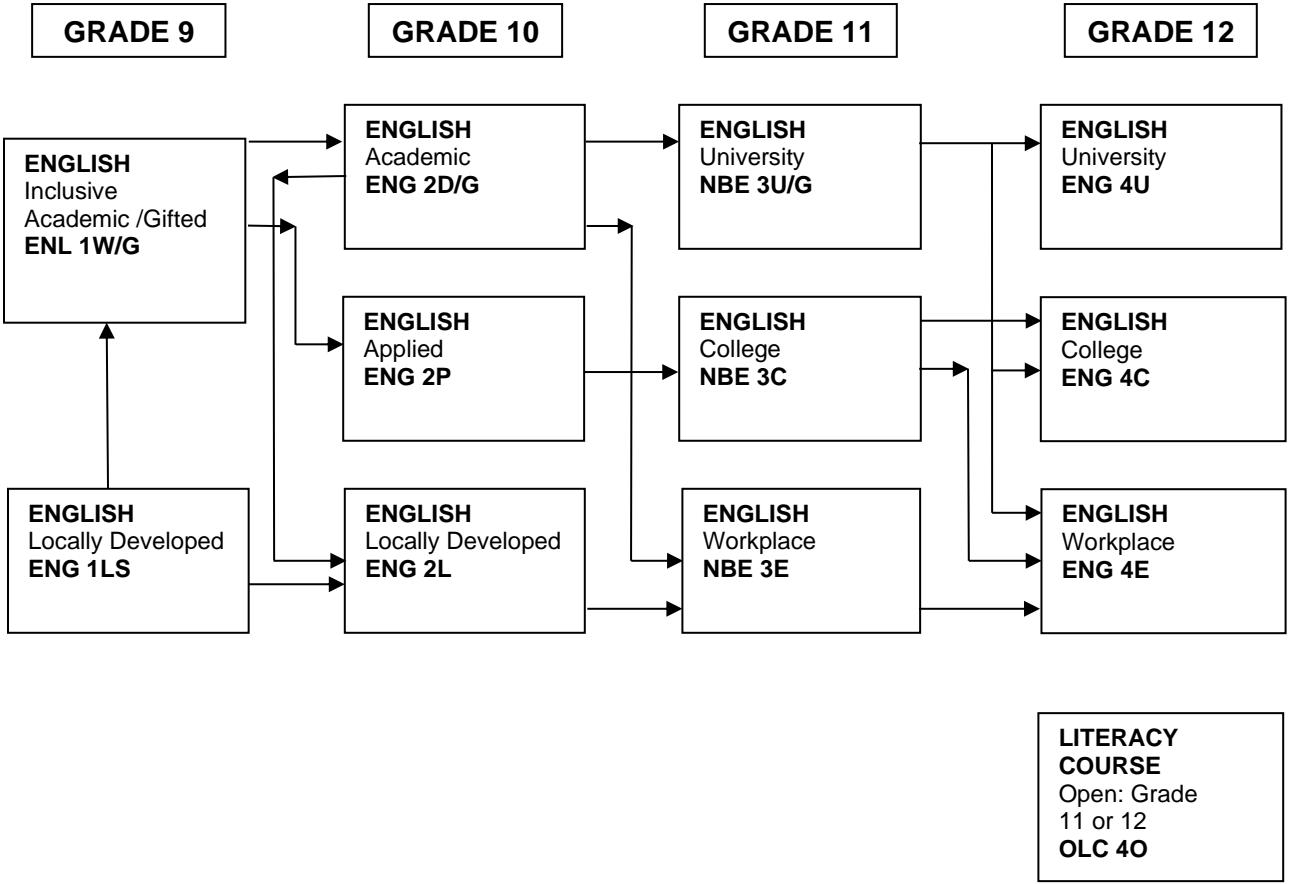 GRADE 9
GRADE 10
GRADE 11
GRADE 12
ENGLISH
Inclusive
Academic /Gifted
ENL 1W/G
ENGLISH
Academic
ENG 2D/G
ENGLISH
University
NBE 3U/G
ENGLISH
University
ENG 4U
ENGLISH
Applied
ENG 2P
ENGLISH
College
NBE 3C
ENGLISH
College
ENG 4C
ENGLISH
Locally Developed
ENG 1LS
ENGLISH
Locally Developed
ENG 2L
ENGLISH
Workplace
NBE 3E
ENGLISH
Workplace
ENG 4E
LITERACY
COURSE
Open: Grade
11 or 12
OLC 4O